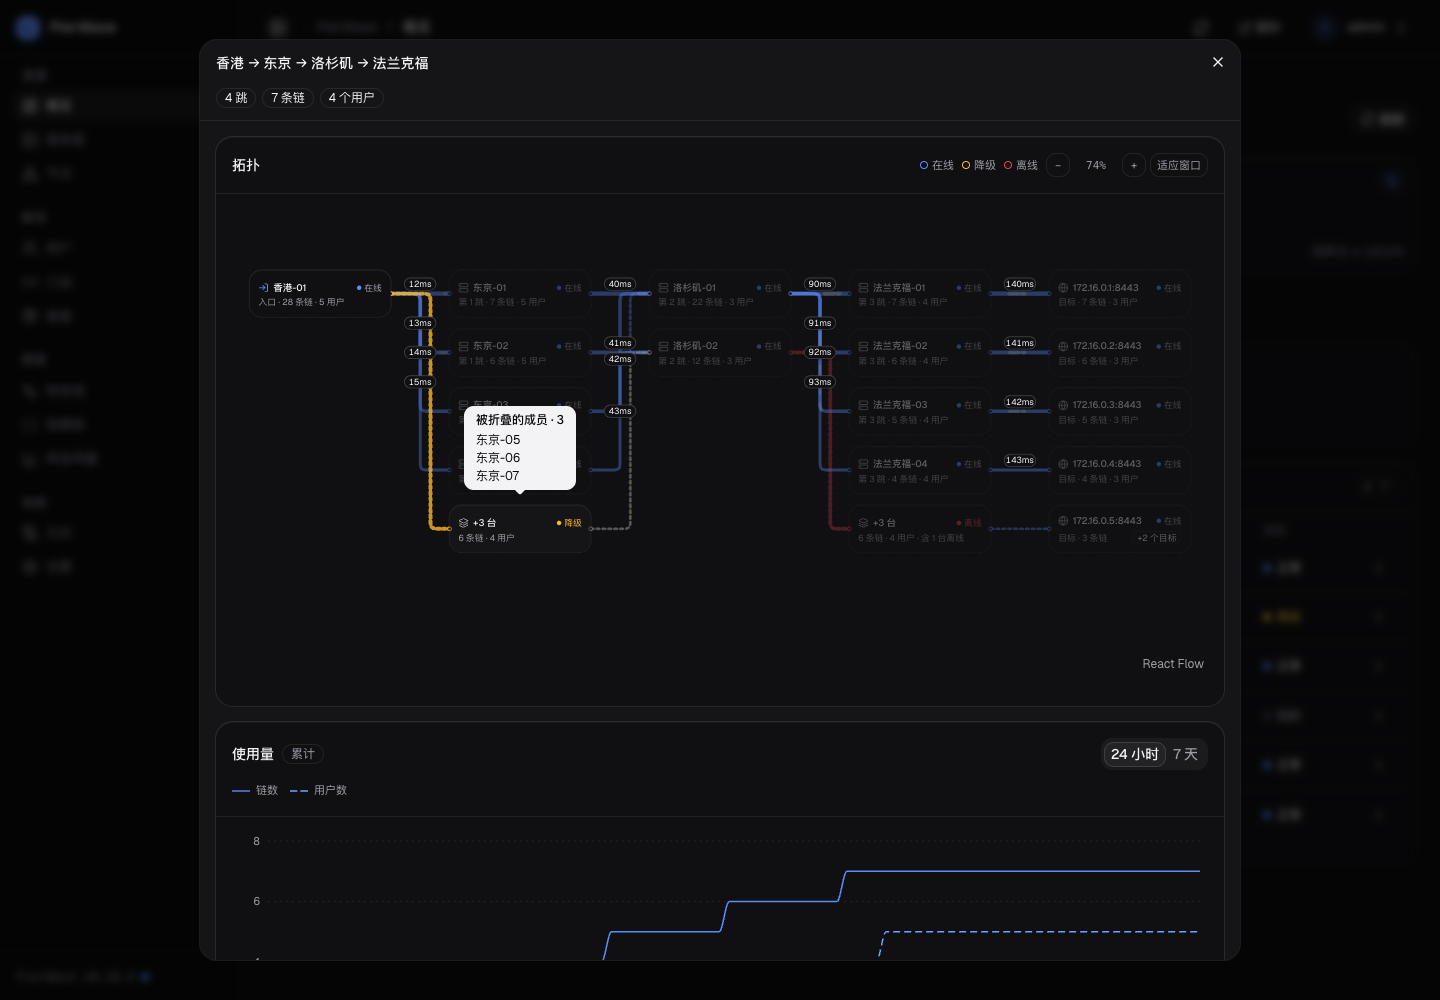 香港 → 东京 → 洛杉矶 → 法兰克福
4 跳
7 条链
4 个用户
拓扑
在线
降级
离线
−
74%
+
适应窗口
香港-01
在线
入口 · 28 条链 · 5 用户
12ms
13ms
14ms
15ms
东京-01
在线
第 1 跳 · 7 条链 · 5 用户
东京-02
在线
第 1 跳 · 6 条链 · 5 用户
东京-03
在线
被折叠的成员 · 3
东京-05
东京-06
东京-07
+3 台
降级
6 条链 · 4 用户
40ms
41ms
42ms
43ms
洛杉矶-01
在线
第 2 跳 · 22 条链 · 3 用户
洛杉矶-02
在线
第 2 跳 · 12 条链 · 3 用户
90ms
91ms
92ms
93ms
法兰克福-01
在线
第 3 跳 · 7 条链 · 4 用户
法兰克福-02
在线
第 3 跳 · 6 条链 · 4 用户
法兰克福-03
在线
第 3 跳 · 5 条链 · 4 用户
法兰克福-04
在线
第 3 跳 · 4 条链 · 4 用户
+3 台
离线
6 条链 · 4 用户 · 含 1 台离线
140ms
141ms
142ms
143ms
172.16.0.1:8443
在线
目标 · 7 条链 · 3 用户
172.16.0.2:8443
在线
目标 · 6 条链 · 3 用户
172.16.0.3:8443
在线
目标 · 5 条链 · 3 用户
172.16.0.4:8443
在线
目标 · 4 条链 · 3 用户
172.16.0.5:8443
在线
目标 · 3 条链
+2 个目标
React Flow
使用量
累计
24 小时
7 天
链数
用户数
8
6